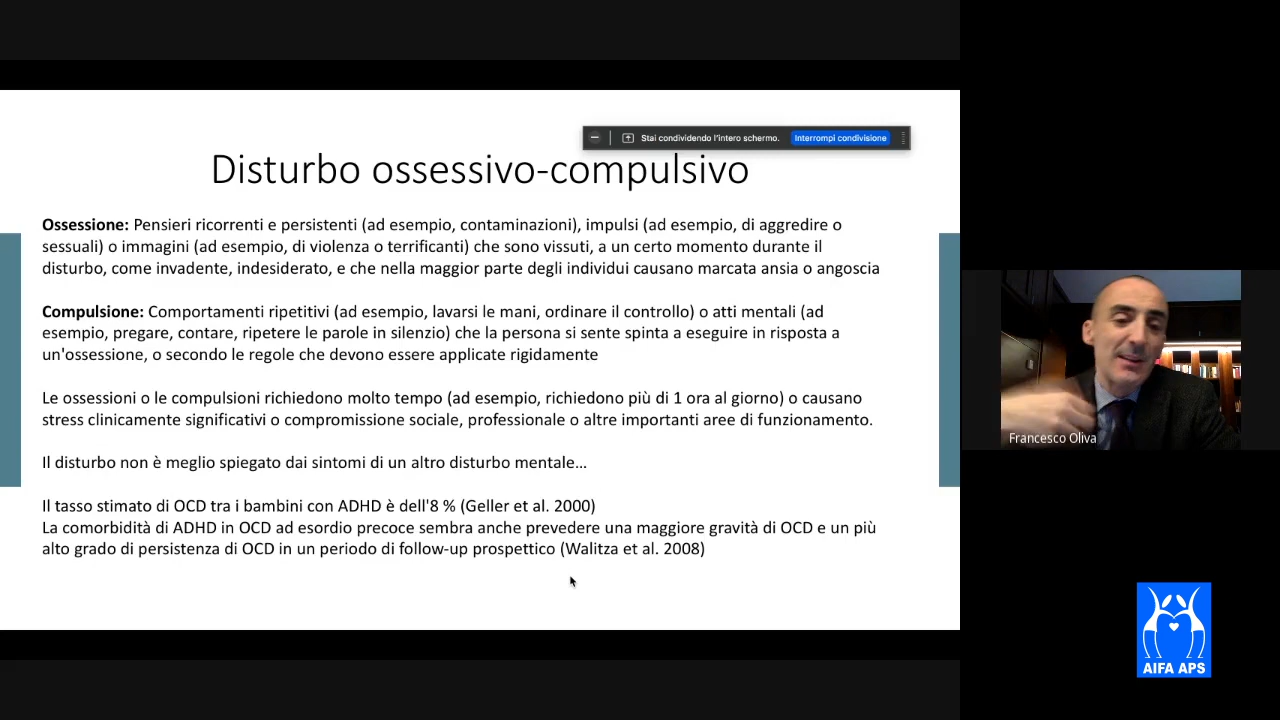 Stai condividendo l'intero schermo. Interrompi condivisione
Disturbo ossessivo-compulsivo
Ossessione: Pensieri ricorrenti e persistenti (ad esempio, contaminazioni), impulsi (ad esempio, di aggredire o
sessuali) o immagini (ad esempio, di violenza o terrificanti) che sono vissuti, a un certo momento durante il
disturbo, come invadente, indesiderato, e che nella maggior parte degli individui causano marcata ansia o angoscia
Compulsione: Comportamenti ripetitivi (ad esempio, lavarsi le mani, ordinare il controllo) o atti mentali (ad
esempio, pregare, contare, ripetere le parole in silenzio) che la persona si sente spinta a eseguire in risposta a
un'ossessione, o secondo le regole che devono essere applicate rigidamente
Le ossessioni o le compulsioni richiedono molto tempo (ad esempio, richiedono più di 1 ora al giorno) o causano
stress clinicamente significativi o compromissione sociale, professionale o altre importanti aree di funzionamento.
Il disturbo non è meglio spiegato dai sintomi di un altro disturbo mentale...
Il tasso stimato di OCD tra i bambini con ADHD è dell'8 % (Geller et al. 2000)
La comorbidità di ADHD in OCD ad esordio precoce sembra anche prevedere una maggiore gravità di OCD e un più
alto grado di persistenza di OCD in un periodo di follow-up prospettico (Walitza et al. 2008)
Francesco Oliva
AIFA APS